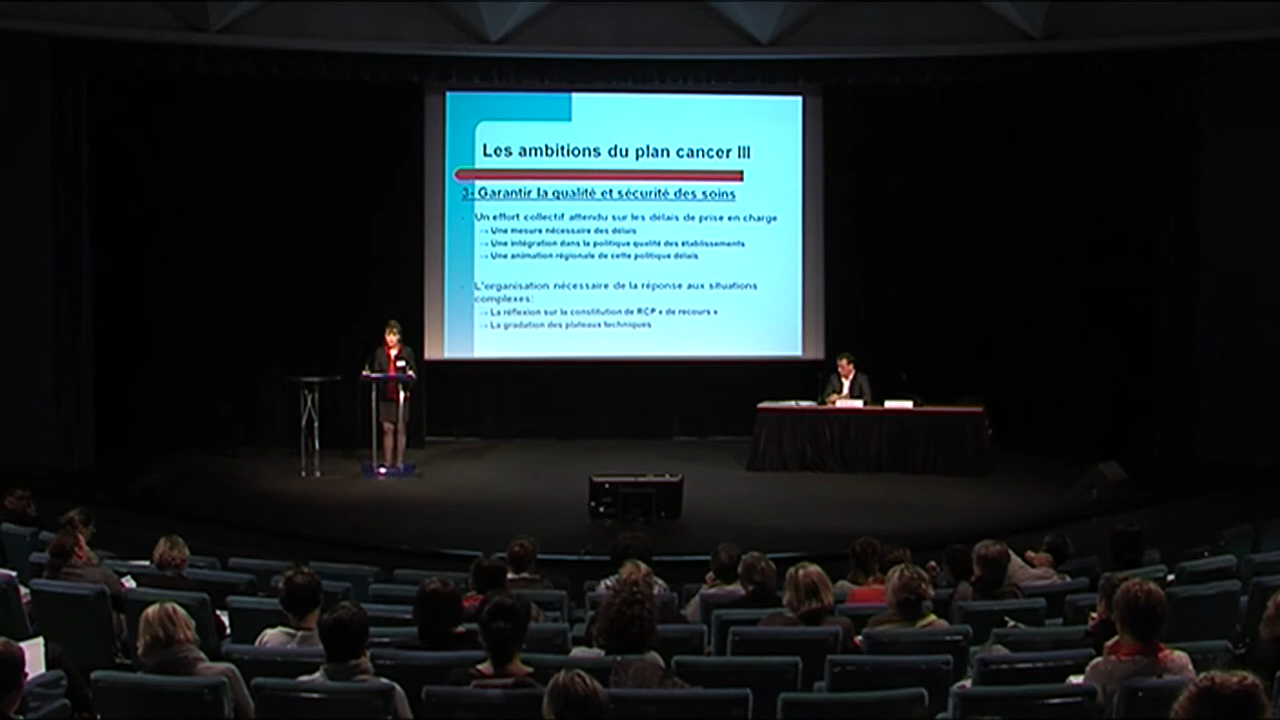 Les ambitions du plan cancer III
3- Garantir la qualité et sécurité des soins
Un effort collectif attendu sur les délais de prise en charge
Une mesure nécessaire des délais
Une intégration dans la politique qualité des établissements
Une animation régionale de cette politique délais
L'organisation nécessaire de la réponse aux situations
complexes:
La réflexion sur la constitution de RCP « de recours »
La gradation des plateaux techniques